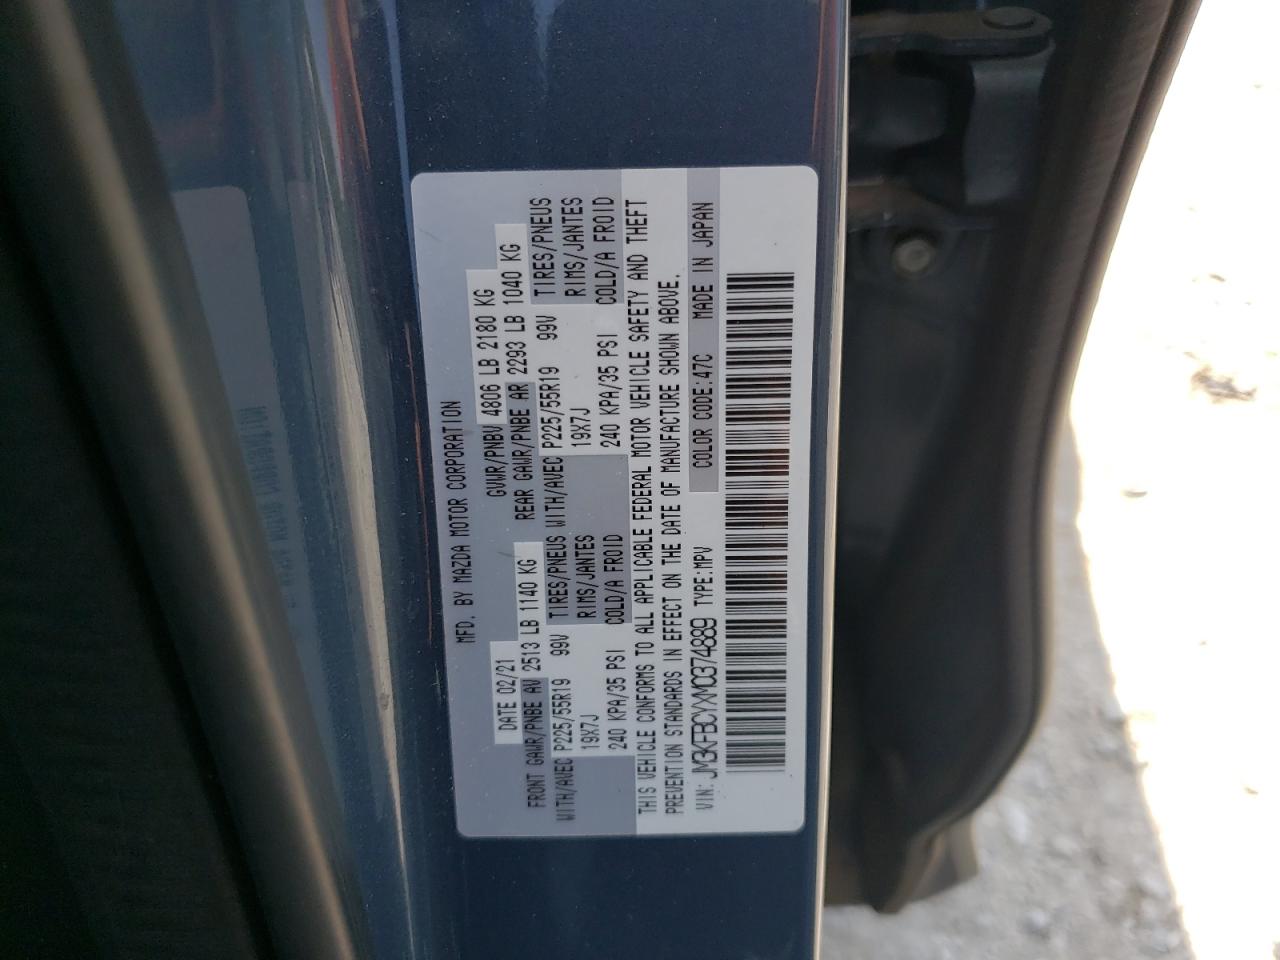 MFD. BY MAZDA MOTOR CORPORATION
DATE 02/21 GVWR/PNBV 4806 LB 2180 KG
FRONT GAWR/PNBE AV 2513 LB 1140 KG REAR GAWR/PNBE AR 2293 LB 1040 KG
WITH/AVEC P225/55R19 99V TIRES/PNEUS WITH/AVEC P225/55R19 99V TIRES/PNEUS
19X7J RIMS/JANTES 19X7J RIMS/JANTES
240 KPA/35 PSI COLD/A FROID 240 KPA/35 PSI COLD/A FROID
THIS VEHICLE CONFORMS TO ALL APPLICABLE FEDERAL MOTOR VEHICLE SAFETY AND THEFT
PREVENTION STANDARDS IN EFFECT ON THE DATE OF MANUFACTURE SHOWN ABOVE.
VIN: JM3KFBCYXM0374889 TYPE:MPV COLOR CODE:47C MADE IN JAPAN